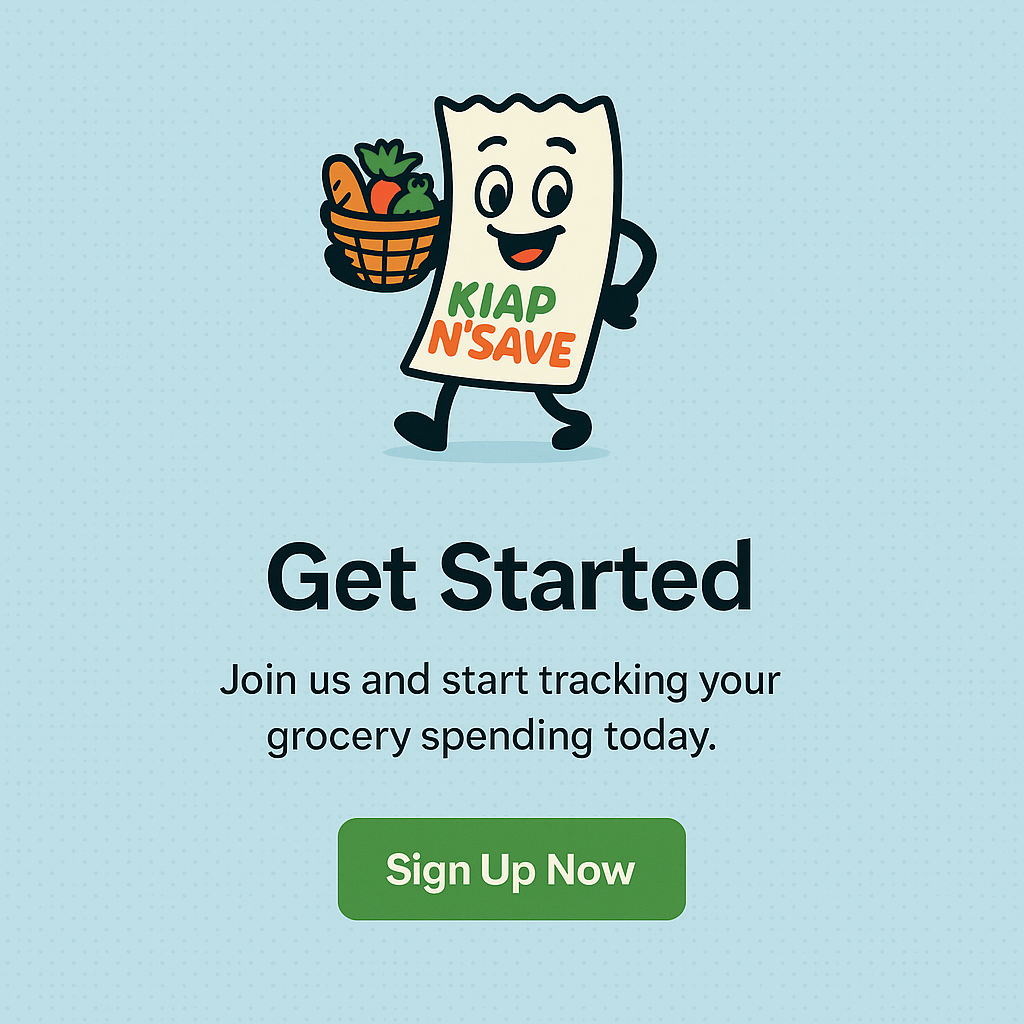 KIAP
N'SAVE
Get Started
Join us and start tracking your
grocery spending today.
Sign Up Now